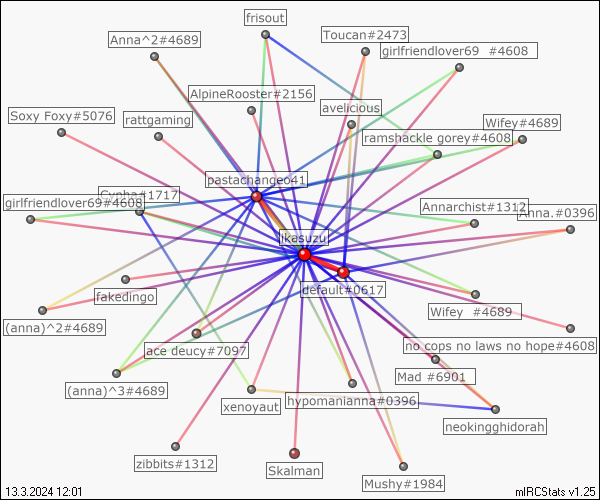 frisout
Toucan#2473
Anna^2#4689
girlfriendlover69 #4608
AlpineRooster#2156
avelicious
Soxy Foxy#5076
rattgaming
Wifey#4689
ramshackle gorey#4608
pastachangeo41
Cynha#1717
girlfriendlover69#4608
Annarchist#1312
Anna.#0396
ikasuzu
fakedingo
default#0617
Wifey #4689
(anna)^2#4689
ace deucy#7097
no cops no laws no hope#4608
Mad #6901
(anna)^3#4689
xenoyaut
hypomanianna#0396
neokingghidorah
zibbits#1312
Skalman
Mushy#1984
13.3.2024 12:01
mIRCStats v1.25